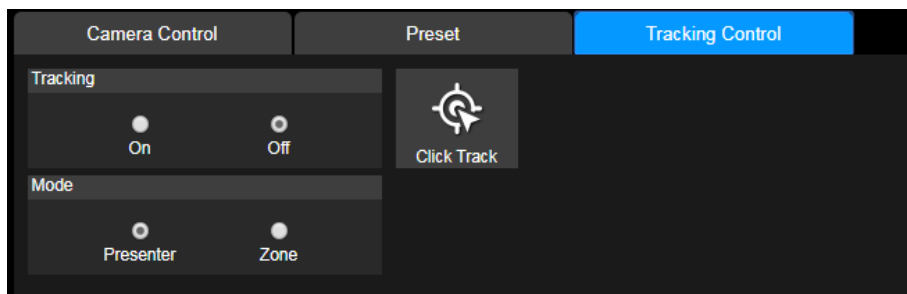 Camera Control
Preset
Tracking Control
Tracking
On
Off
Click Track
Mode
Presenter
Zone